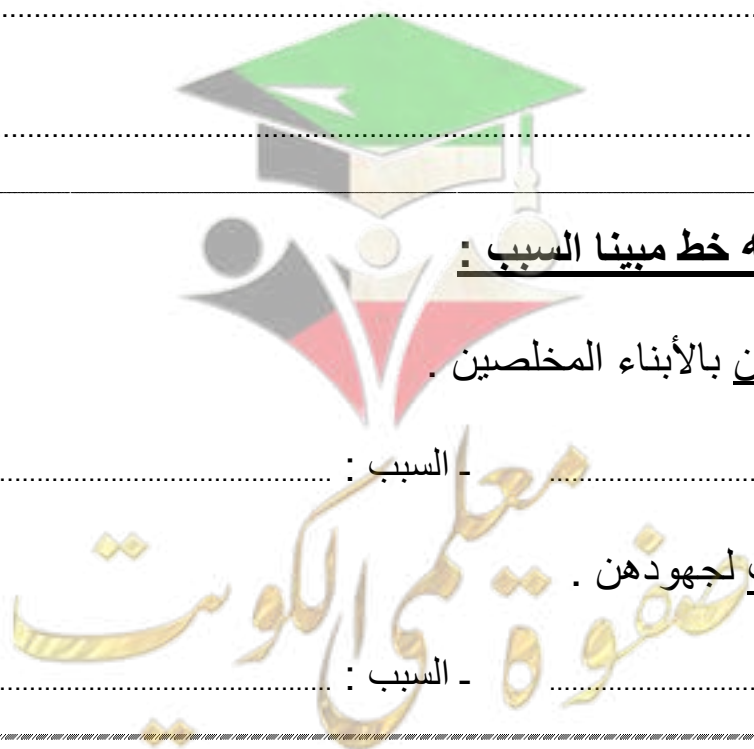 خط مبينا السبب :
بالأبناء المخلصين .
ـ السبب :
لجهودهن .
ـ السبب :
صفوة معلمي الكويت